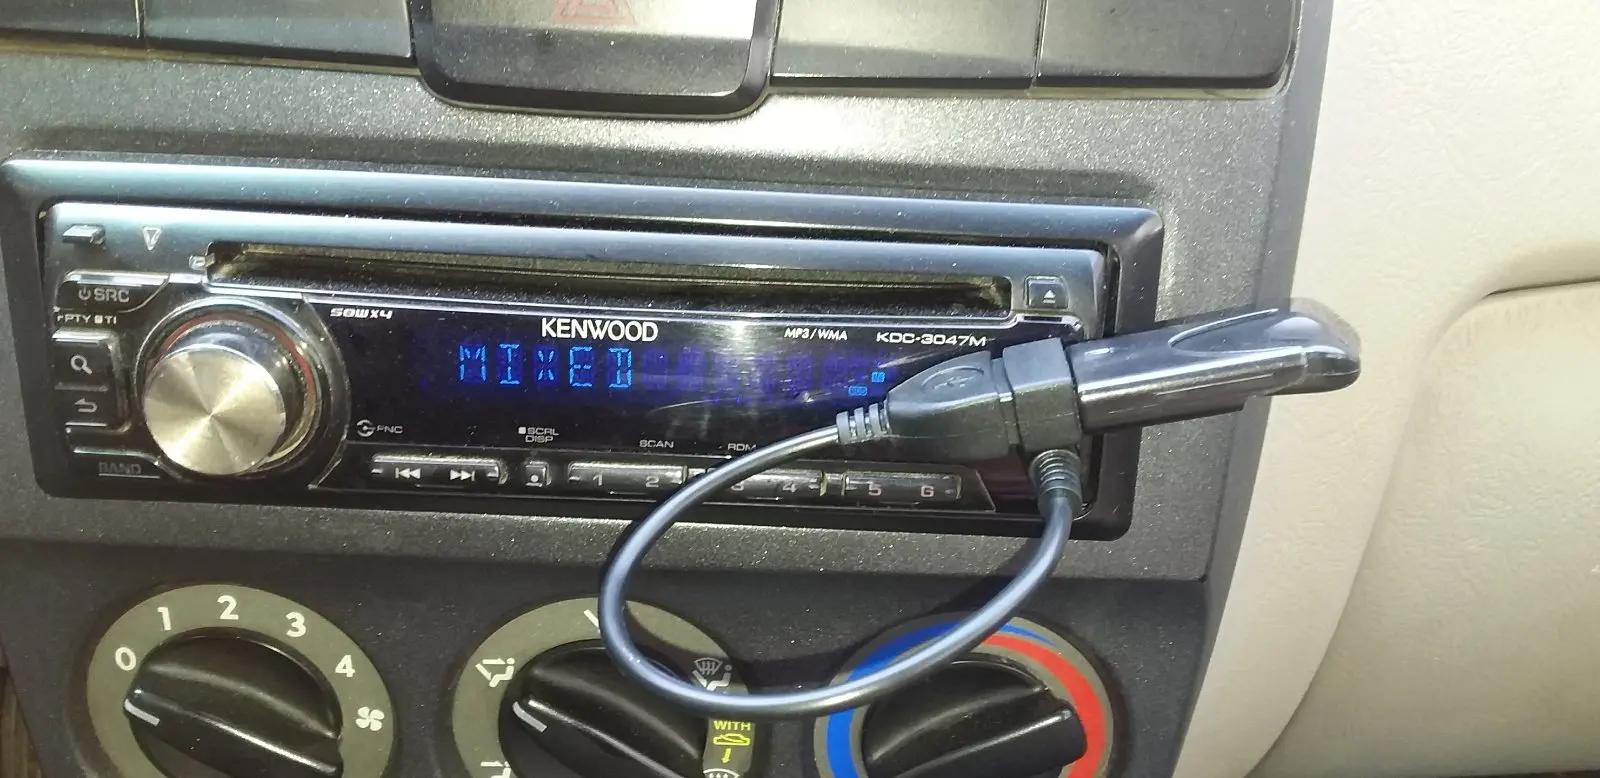 SRC
PTY TI
50W X4
KENWOOD
MP3/WMA
KDC-3047M
MIXED
FNC
SCRL
DISP
SCAN
RDM
BAND
1 2 3 4 5 6
0 1 2 3 4
WITH